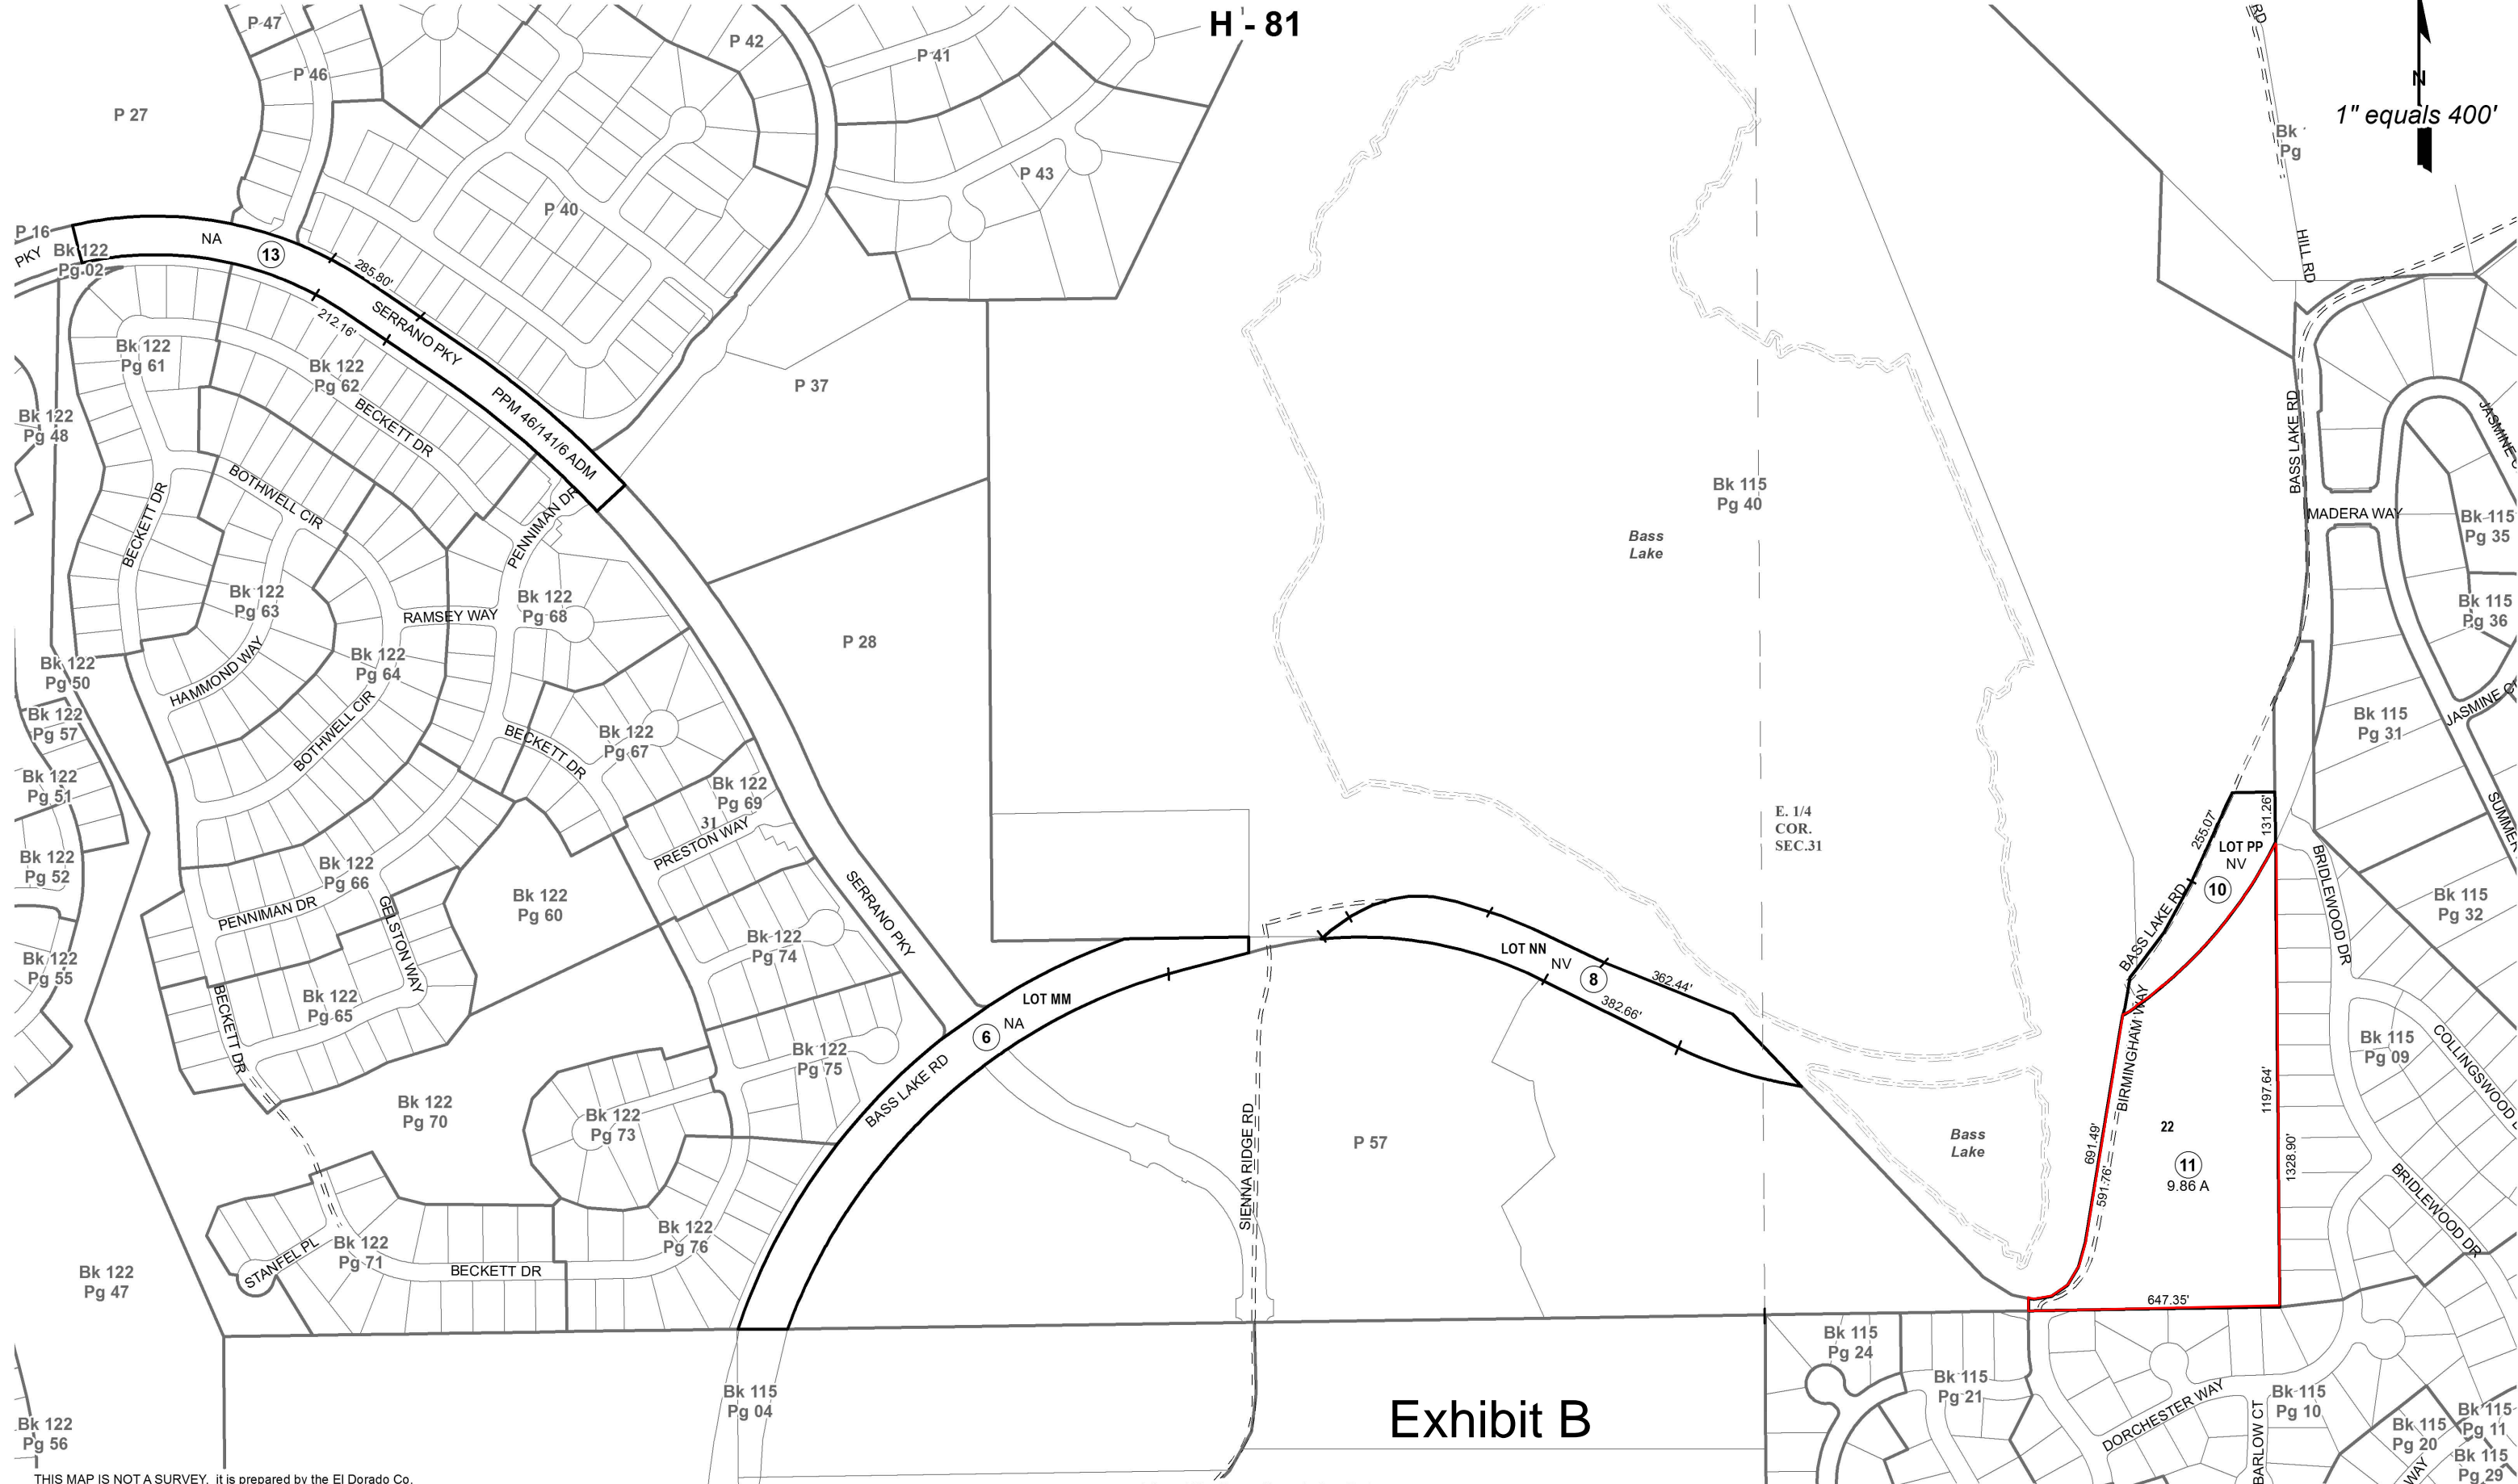 H - 81
N
1" equals 400'
P 47
P 46
P 42
P 41
P 43
P 27
P 40
P 16
PKY
Bk 122
Pg 02
NA
13
285.80'
212.16'
SERRANO PKY
PPM 46/141/6 ADM
P 37
P 28
RD
Bk
Pg
HILL RD
BASS LAKE RD
Bk 122
Pg 61
Bk 122
Pg 62
BECKETT DR
Bk 122
Pg 48
BOTHWELL CIR
BECKETT DR
PENNIMAN DR
Bk 122
Pg 63
RAMSEY WAY
Bk 122
Pg 68
HAMMOND WAY
Bk 122
Pg 64
BOTHWELL CIR
Bk 122
Pg 50
Bk 122
Pg 57
Bk 122
Pg 51
Bk 122
Pg 52
Bk 122
Pg 55
BECKETT DR
Bk 122
Pg 67
Bk 122
Pg 69
31
PRESTON WAY
Bk 122
Pg 66
PENNIMAN DR
GELSTON WAY
Bk 122
Pg 60
Bk 122
Pg 65
BECKETT DR
Bk 122
Pg 74
SERRANO PKY
Bk 122
Pg 75
Bk 122
Pg 70
Bk 122
Pg 73
Bk 122
Pg 76
STANFEL PL
Bk 122
Pg 71
BECKETT DR
Bk 122
Pg 47
Bk 122
Pg 56
Bk 115
Pg 04
LOT MM
6
NA
BASS LAKE RD
SIENNA RIDGE RD
P 57
LOT NN
NV
8
362.44'
382.66'
Bass
Lake
Bk 115
Pg 40
E. 1/4
COR.
SEC.31
Bass
Lake
MADERA WAY
JASMINE
Bk 115
Pg 35
Bk 115
Pg 36
JASMINE
Bk 115
Pg 31
SUMMER
255.07'
131.26'
LOT PP
NV
10
BASS LAKE RD
BIRMINGHAM WAY
BRIDLEWOOD DR
Bk 115
Pg 32
Bk 115
Pg 09
COLLINGSWOOD
BRIDLEWOOD DR
1197.64'
1328.90'
691.49'
591.76'
22
11
9.86 A
647.35'
Bk 115
Pg 24
Bk 115
Pg 21
DORCHESTER WAY
BARLOW CT
Bk 115
Pg 10
Bk 115
Pg 20
Bk 115
Pg 11
Bk 115
Pg 29
WAY
Exhibit B
THIS MAP IS NOT A SURVEY. it is prepared by the El Dorado Co.